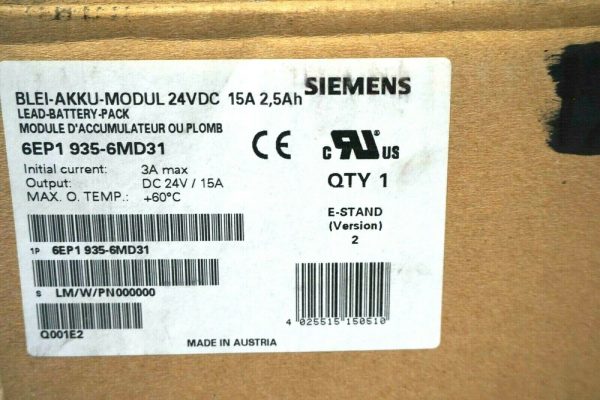 SIEMENS
BLEI-AKKU-MODUL 24VDC 15A 2,5Ah
LEAD-BATTERY-PACK
MODULE D'ACCUMULATEUR OU PLOMB
6EP1 935-6MD31
Initial current: 3A max
Output: DC 24V / 15A
MAX. O. TEMP.: +60°C
CE
c RU US
QTY 1
E-STAND
(Version)
2
1P 6EP1 935-6MD31
S LM/W/PN000000
Q001E2
4 025515 150510
MADE IN AUSTRIA